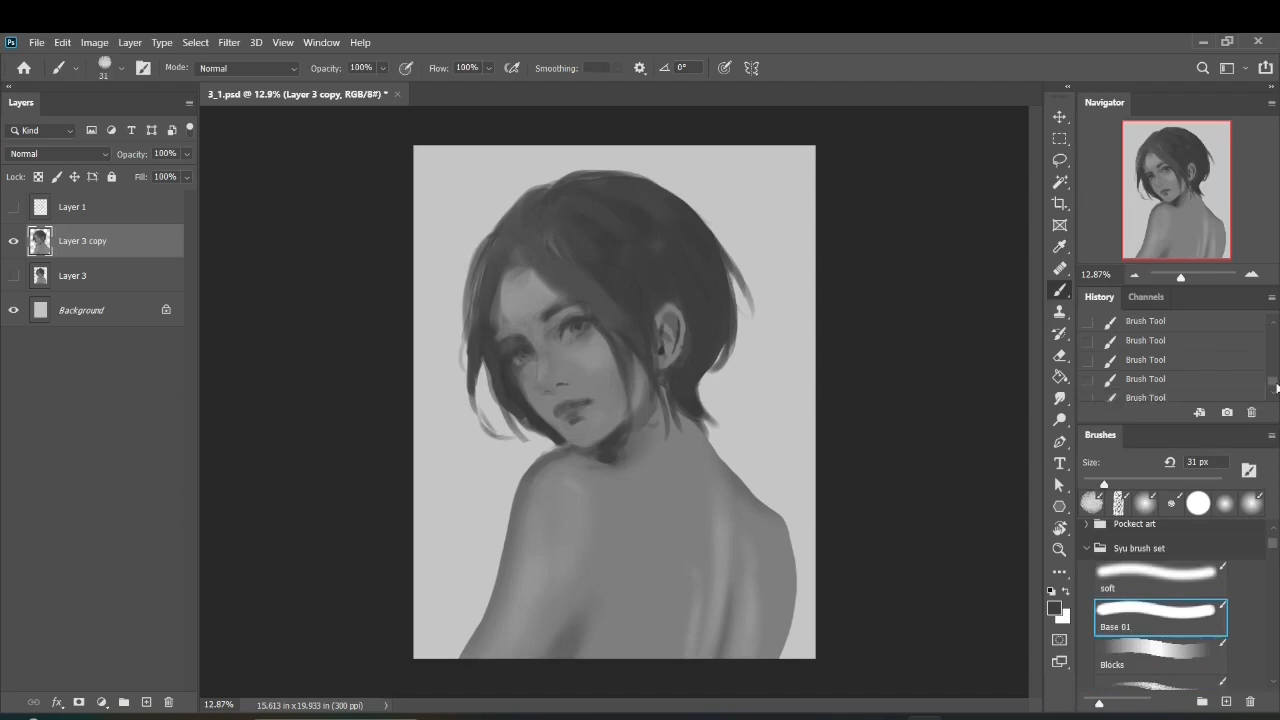 Ps File Edit Image Layer Type Select Filter 3D View Window Help
31 Mode: Normal Opacity: 100% Flow: 100% Smoothing: 0°
Layers
3_1.psd @ 12.9% (Layer 3 copy, RGB/8#) *
Navigator
Kind
Normal Opacity: 100%
Lock: Fill: 100%
Layer 1
Layer 3 copy
Layer 3
Background
12.87%
History Channels
Brush Tool
Brush Tool
Brush Tool
Brush Tool
Brush Tool
Brushes
Size: 31 px
Pockect art
Syu brush set
soft
Base 01
Blocks
12.87% 15.613 in x 19.933 in (300 ppi)